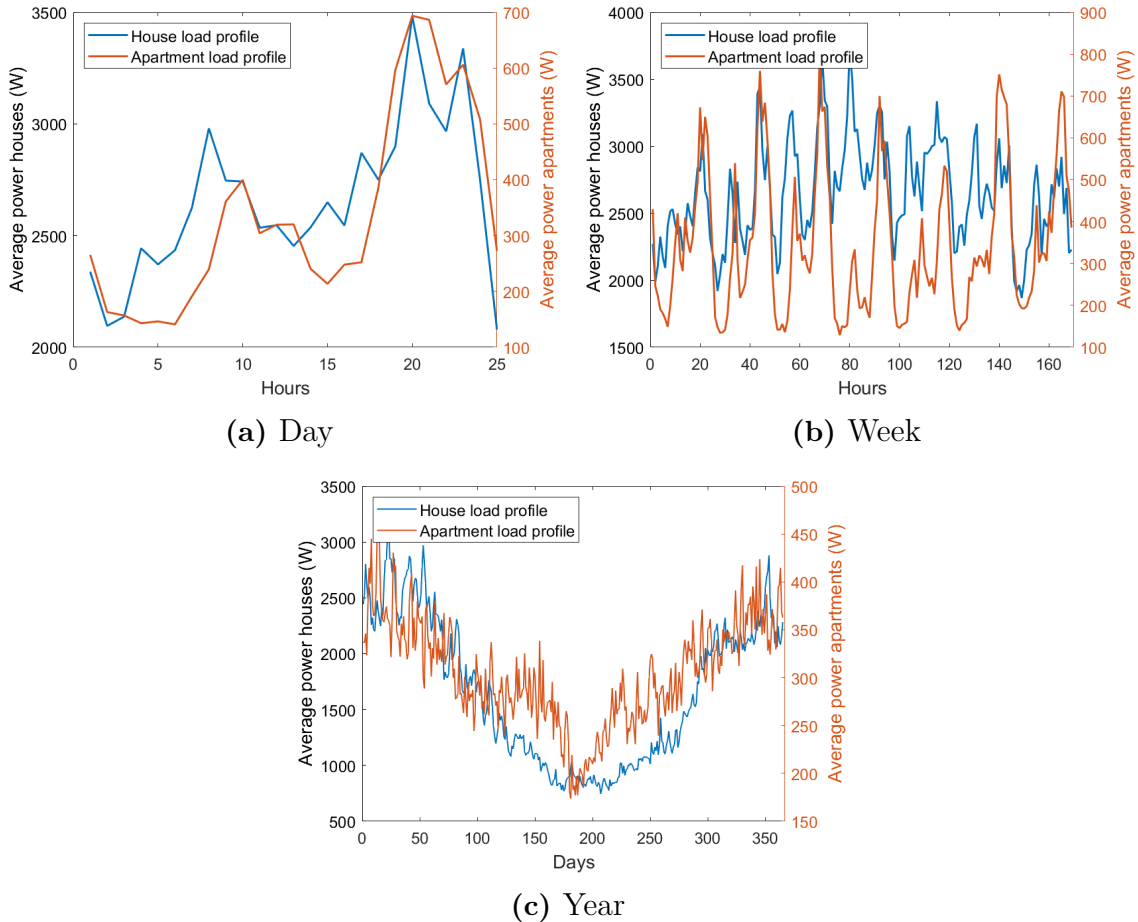 3500
3000
2500
2000
Average power houses (W)
House load profile
Apartment load profile
700
600
500
400
300
200
100
Average power apartments (W)
0 5 10 15 20 25
Hours
(a) Day
4000
3500
3000
2500
2000
1500
Average power houses (W)
House load profile
Apartment load profile
900
800
700
600
500
400
300
200
100
Average power apartments (W)
0 20 40 60 80 100 120 140 160
Hours
(b) Week
3500
3000
2500
2000
1500
1000
500
Average power houses (W)
House load profile
Apartment load profile
500
450
400
350
300
250
200
150
Average power apartments (W)
0 50 100 150 200 250 300 350
Days
(c) Year